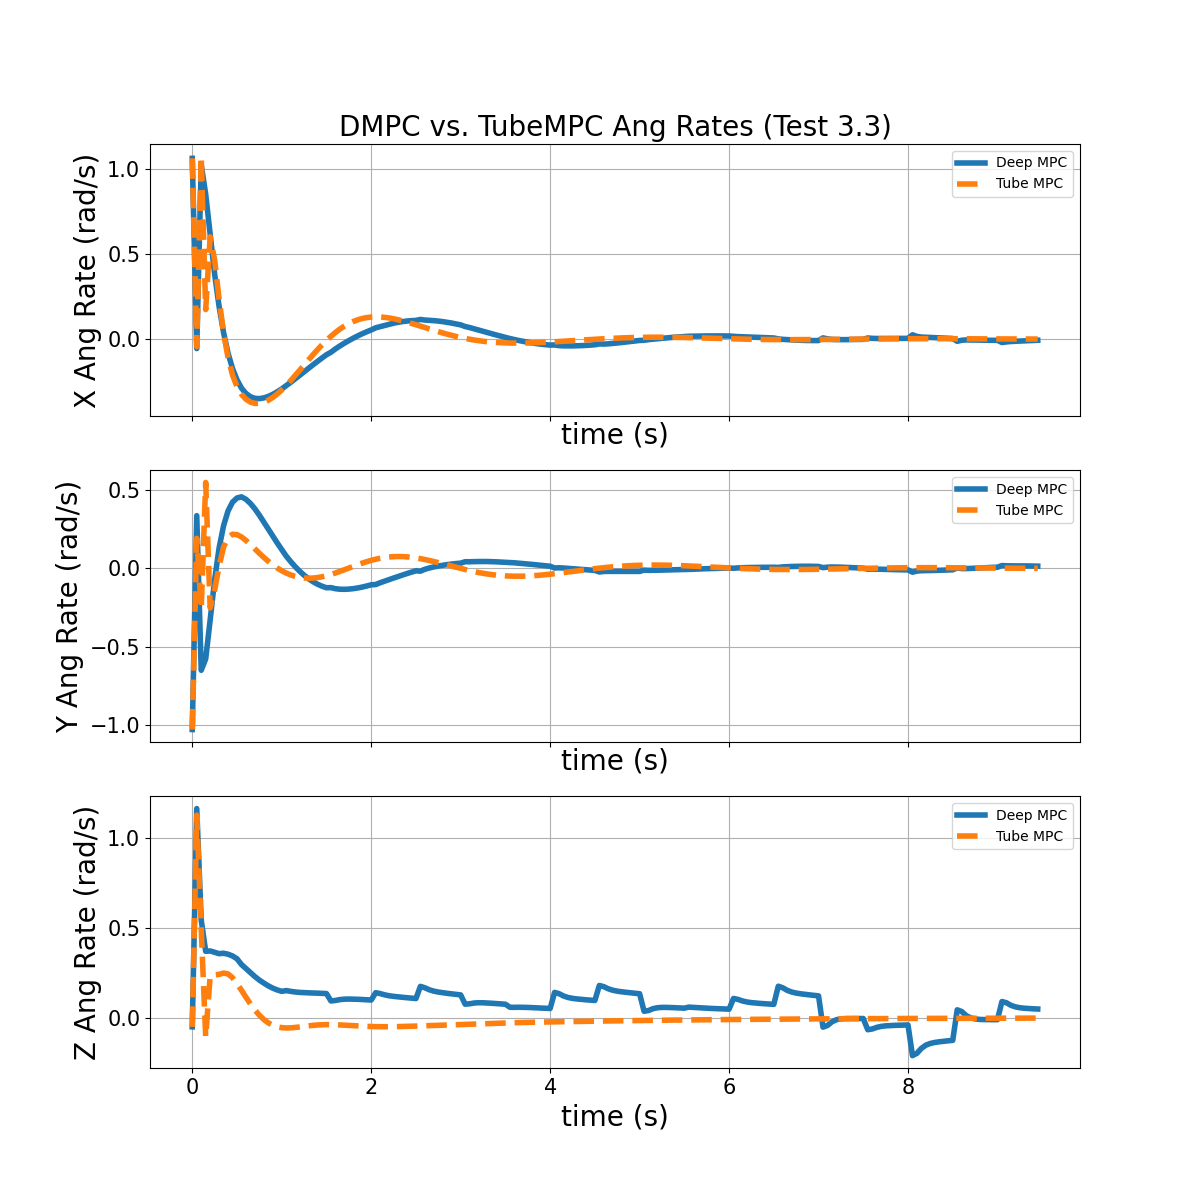 DMPC vs. TubeMPC Ang Rates (Test 3.3)
X Ang Rate (rad/s)
1.0
0.5
0.0
Deep MPC
Tube MPC
time (s)
Y Ang Rate (rad/s)
0.5
0.0
−0.5
−1.0
Deep MPC
Tube MPC
time (s)
Z Ang Rate (rad/s)
1.0
0.5
0.0
Deep MPC
Tube MPC
0 2 4 6 8
time (s)